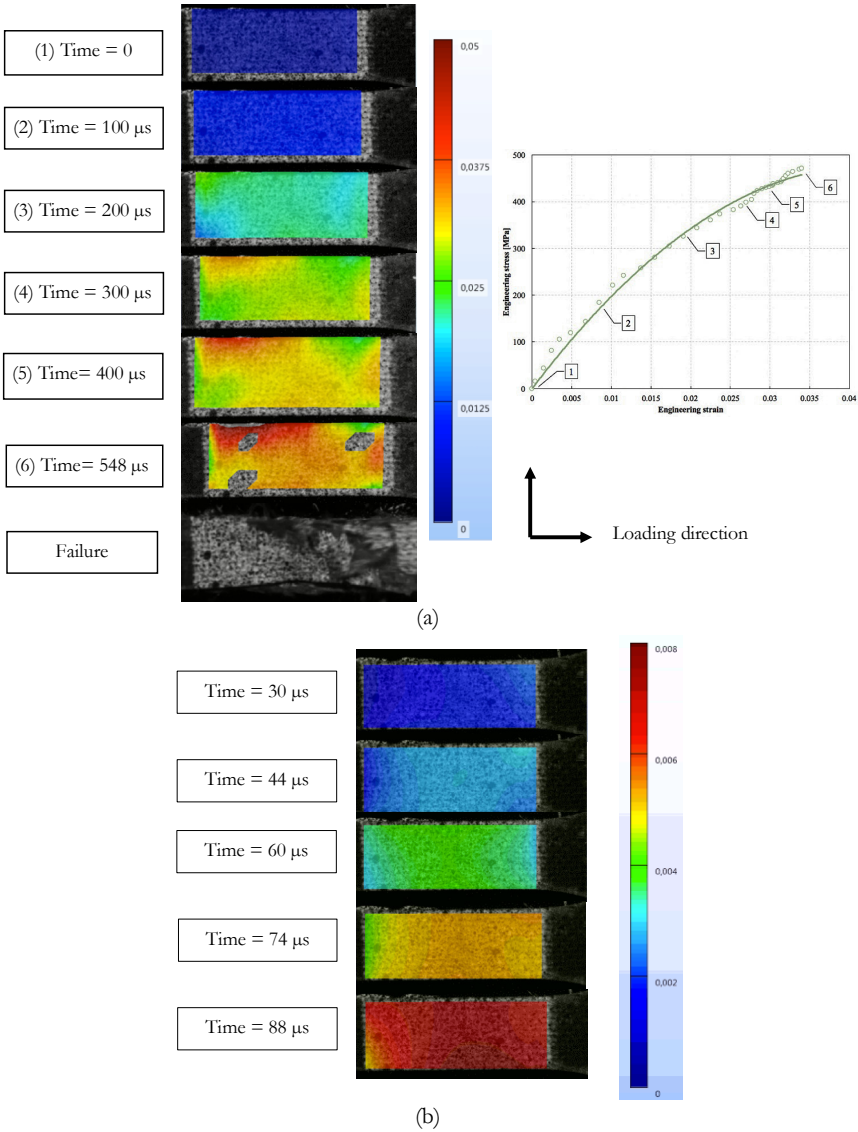 (1) Time = 0
(2) Time = 100 μs
(3) Time = 200 μs
(4) Time = 300 μs
(5) Time= 400 μs
(6) Time= 548 μs
Failure
0,05
0,0375
0,025
0,0125
0
Engineering stress [MPa]
500
400
300
200
100
0
0
0.005
0.01
0.015
0.02
0.025
0.03
0.035
0.04
Engineering strain
1
2
3
4
5
6
Loading direction
(a)
Time = 30 μs
Time = 44 μs
Time = 60 μs
Time = 74 μs
Time = 88 μs
0,008
0,006
0,004
0,002
0
(b)